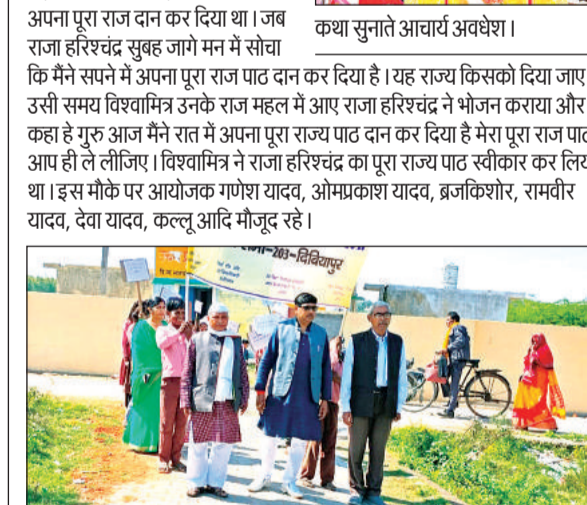 अपना पूरा राज दान कर दिया था। जब
राजा हरिश्चंद्र सुबह जागे मन में सोचा
कथा सुनाते आचार्य अवधेश।
कि मैंने सपने में अपना पूरा राज पाठ दान कर दिया है। यह राज्य किसको दिया जाए
उसी समय विश्वामित्र उनके राज महल में आए राजा हरिश्चंद्र ने भोजन कराया और
कहा हे गुरु आज मैंने रात में अपना पूरा राज्य पाठ दान कर दिया है मेरा पूरा राज पाठ
आप ही ले लीजिए। विश्वामित्र ने राजा हरिश्चंद्र का पूरा राज्य पाठ स्वीकार कर लिय
था। इस मौके पर आयोजक गणेश यादव, ओमप्रकाश यादव, ब्रजकिशोर, रामवीर
यादव, देवा यादव, कल्लू आदि मौजूद रहे।
203-दिबियापुर